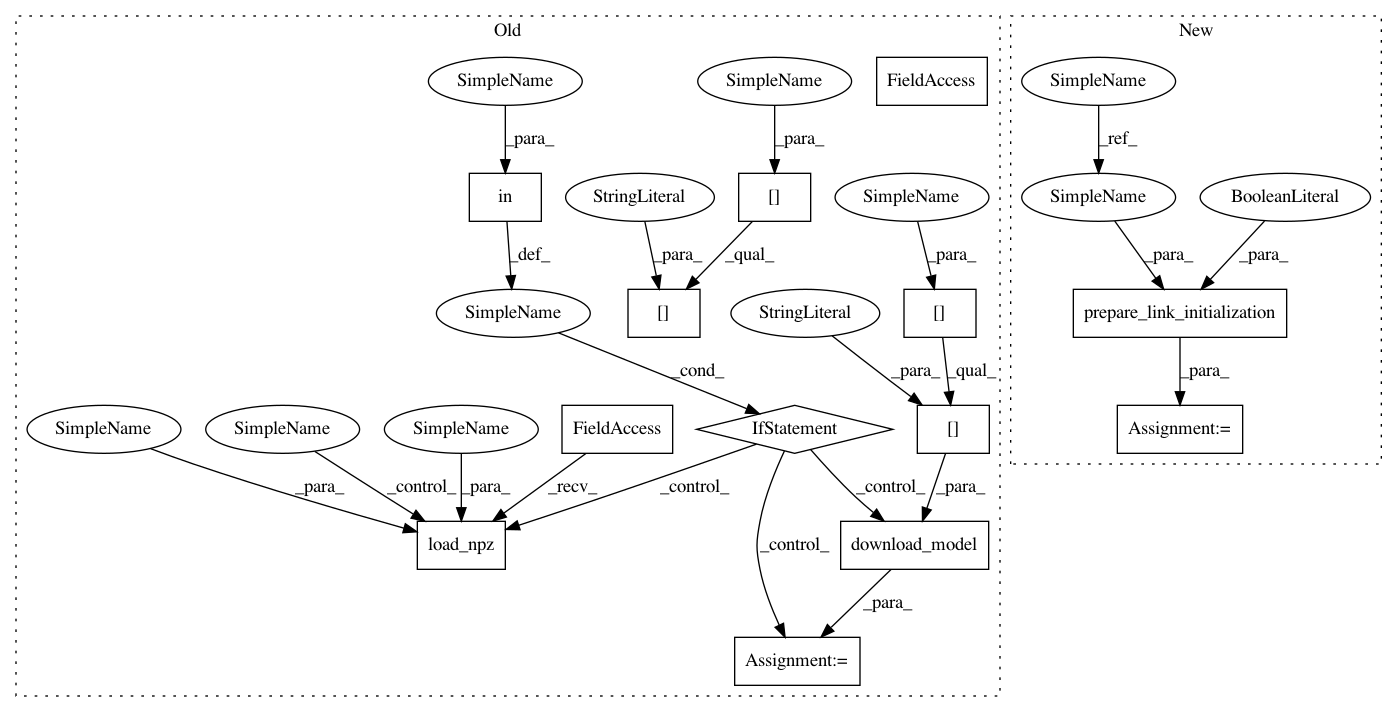 Old
New
SimpleName
SimpleName
FieldAccess
SimpleName
_para_
_para_
_ref_
in
StringLiteral
[]
SimpleName
SimpleName
BooleanLiteral
_def_
_para_
_qual_
_para_
_para_
_para_
SimpleName
[]
StringLiteral
[]
prepare_link_initialization
_cond_
_para_
_qual_
_para_
SimpleName
SimpleName
SimpleName
FieldAccess
IfStatement
[]
Assignment:=
_para_
_control_
_para_
_recv_
_control_
_control_
_para_
load_npz
_control_
download_model
_para_
Assignment:=